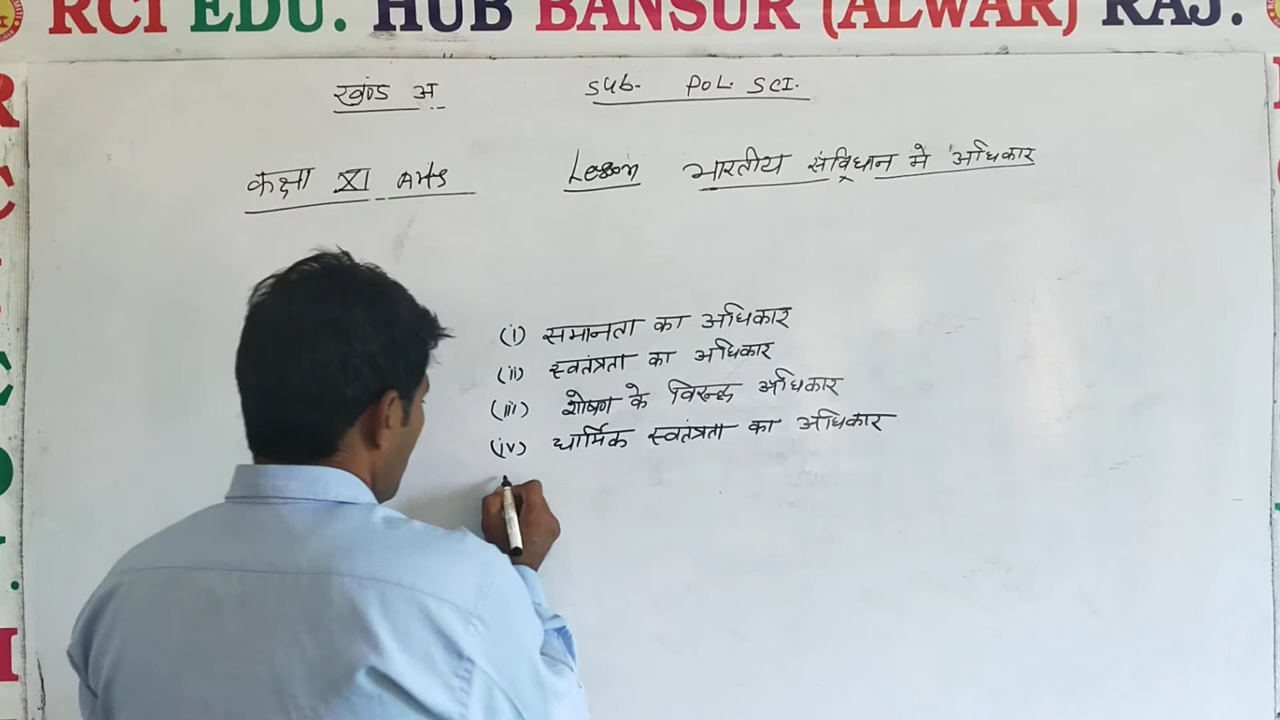 RCI EDU. HUB BANSUR (ALWAR) RAJ.
खण्ड अ
Sub. POL. SCI.
कक्षा XI Arts
Lesson भारतीय संविधान मे अधिकार
(i) समानता का अधिकार
(ii) स्वतंत्रता का अधिकार
(iii) शोषण के विरूद्ध अधिकार
(iv) धार्मिक स्वतंत्रता का अधिकार